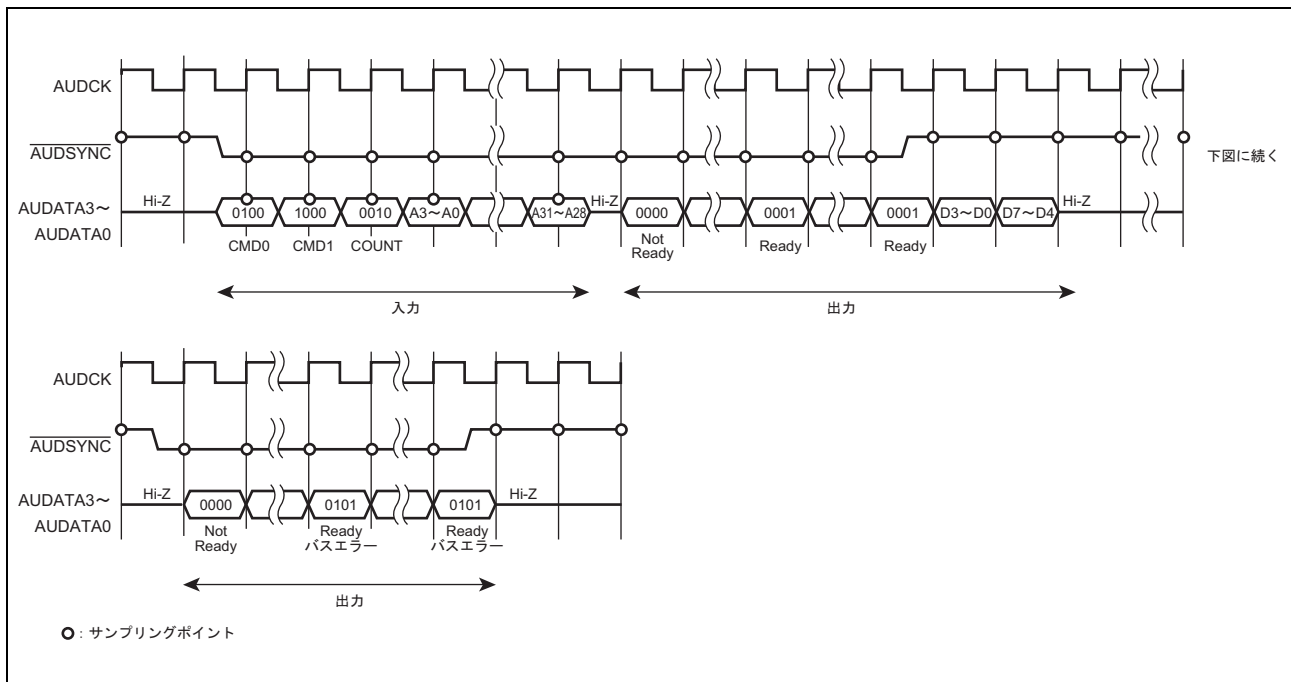 AUDCK
AUDSYNC
下図に続く
AUDATA3～
AUDATA0
Hi-Z 0100 1000 0010 A3～A0 A31～A28 Hi-Z 0000 0001 0001 D3～D0 D7～D4 Hi-Z
CMD0 CMD1 COUNT Not Ready Ready Ready
入力 出力
AUDCK
AUDSYNC
AUDATA3～
AUDATA0
Hi-Z 0000 0101 0101 Hi-Z
Not Ready Ready バスエラー Ready バスエラー
出力
：サンプリングポイント